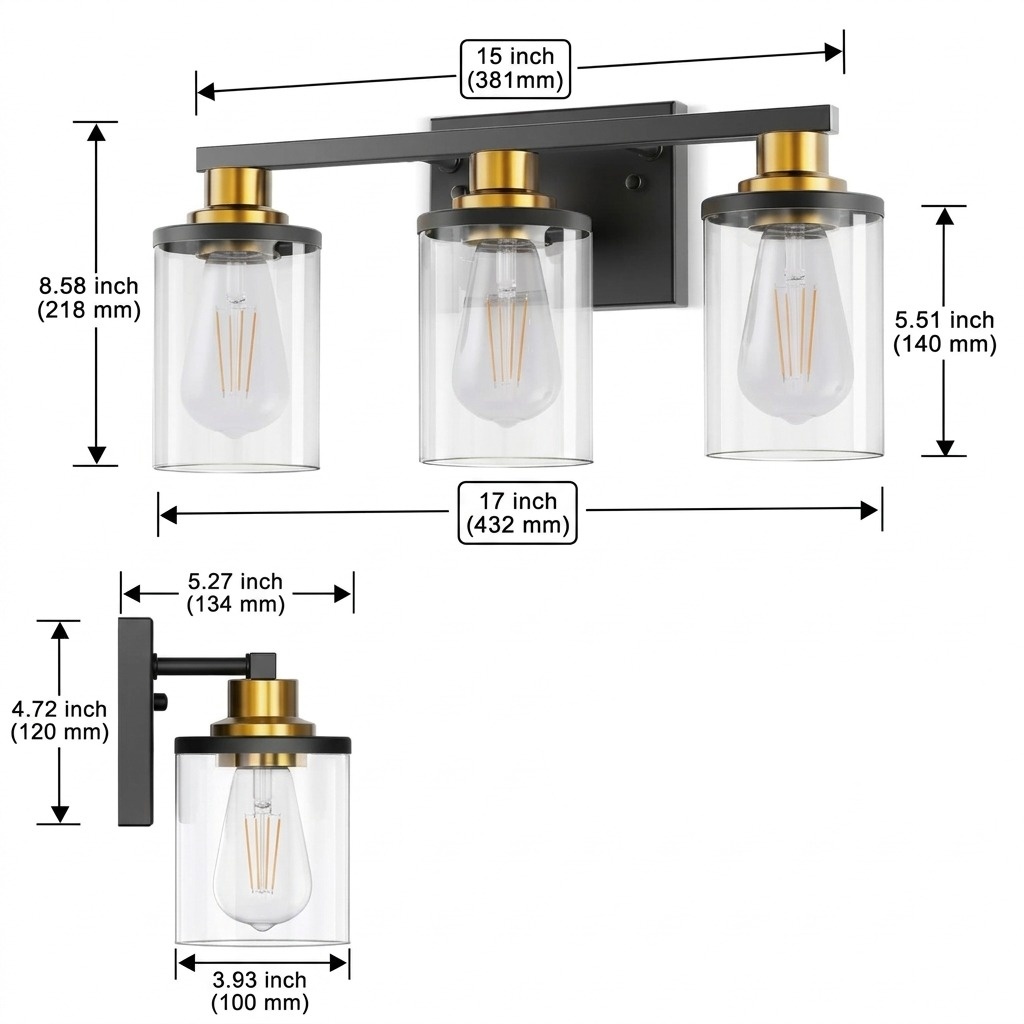 15 inch
(381mm)
8.58 inch
(218 mm)
5.51 inch
(140 mm)
17 inch
(432 mm)
5.27 inch
(134 mm)
4.72 inch
(120 mm)
3.93 inch
(100 mm)